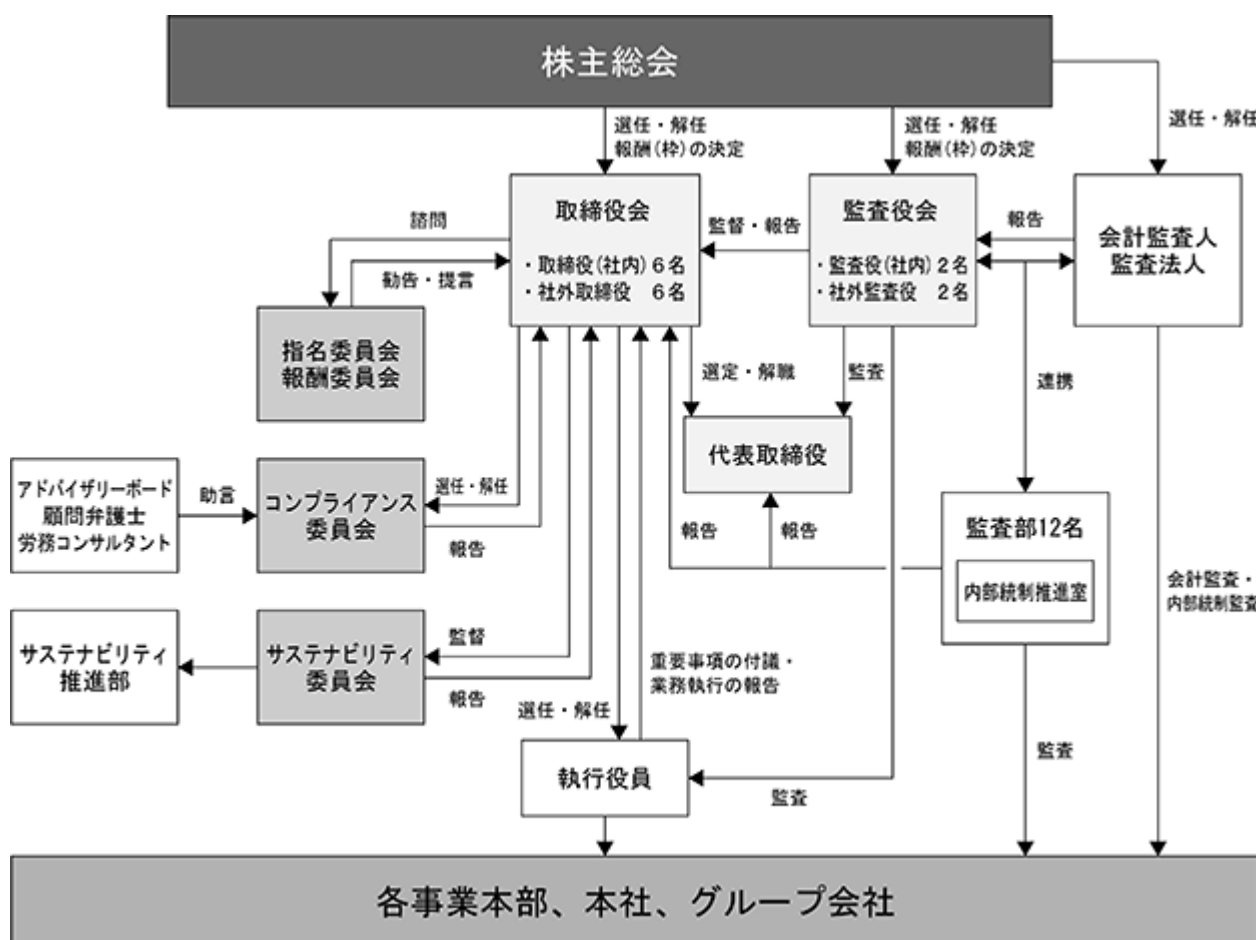 株主総会
選任・解任
報酬(枠)の決定
選任・解任
報酬(枠)の決定
選任・解任
取締役会
・取締役(社内)6名
・社外取締役 6名
監督・報告
監査役会
・監査役(社内)2名
・社外監査役 2名
報告
会計監査人
監査法人
諮問
勧告・提言
指名委員会
報酬委員会
選定・解職
監査
連携
代表取締役
アドバイザリーボード
顧問弁護士
労務コンサルタント
助言
コンプライアンス
委員会
選任・解任
報告
報告
報告
監査部12名
内部統制推進室
会計監査・
内部統制監査
サステナビリティ
推進部
サステナビリティ
委員会
監督
報告
選任・解任
重要事項の付議・
業務執行の報告
執行役員
監査
監査
各事業本部、本社、グループ会社